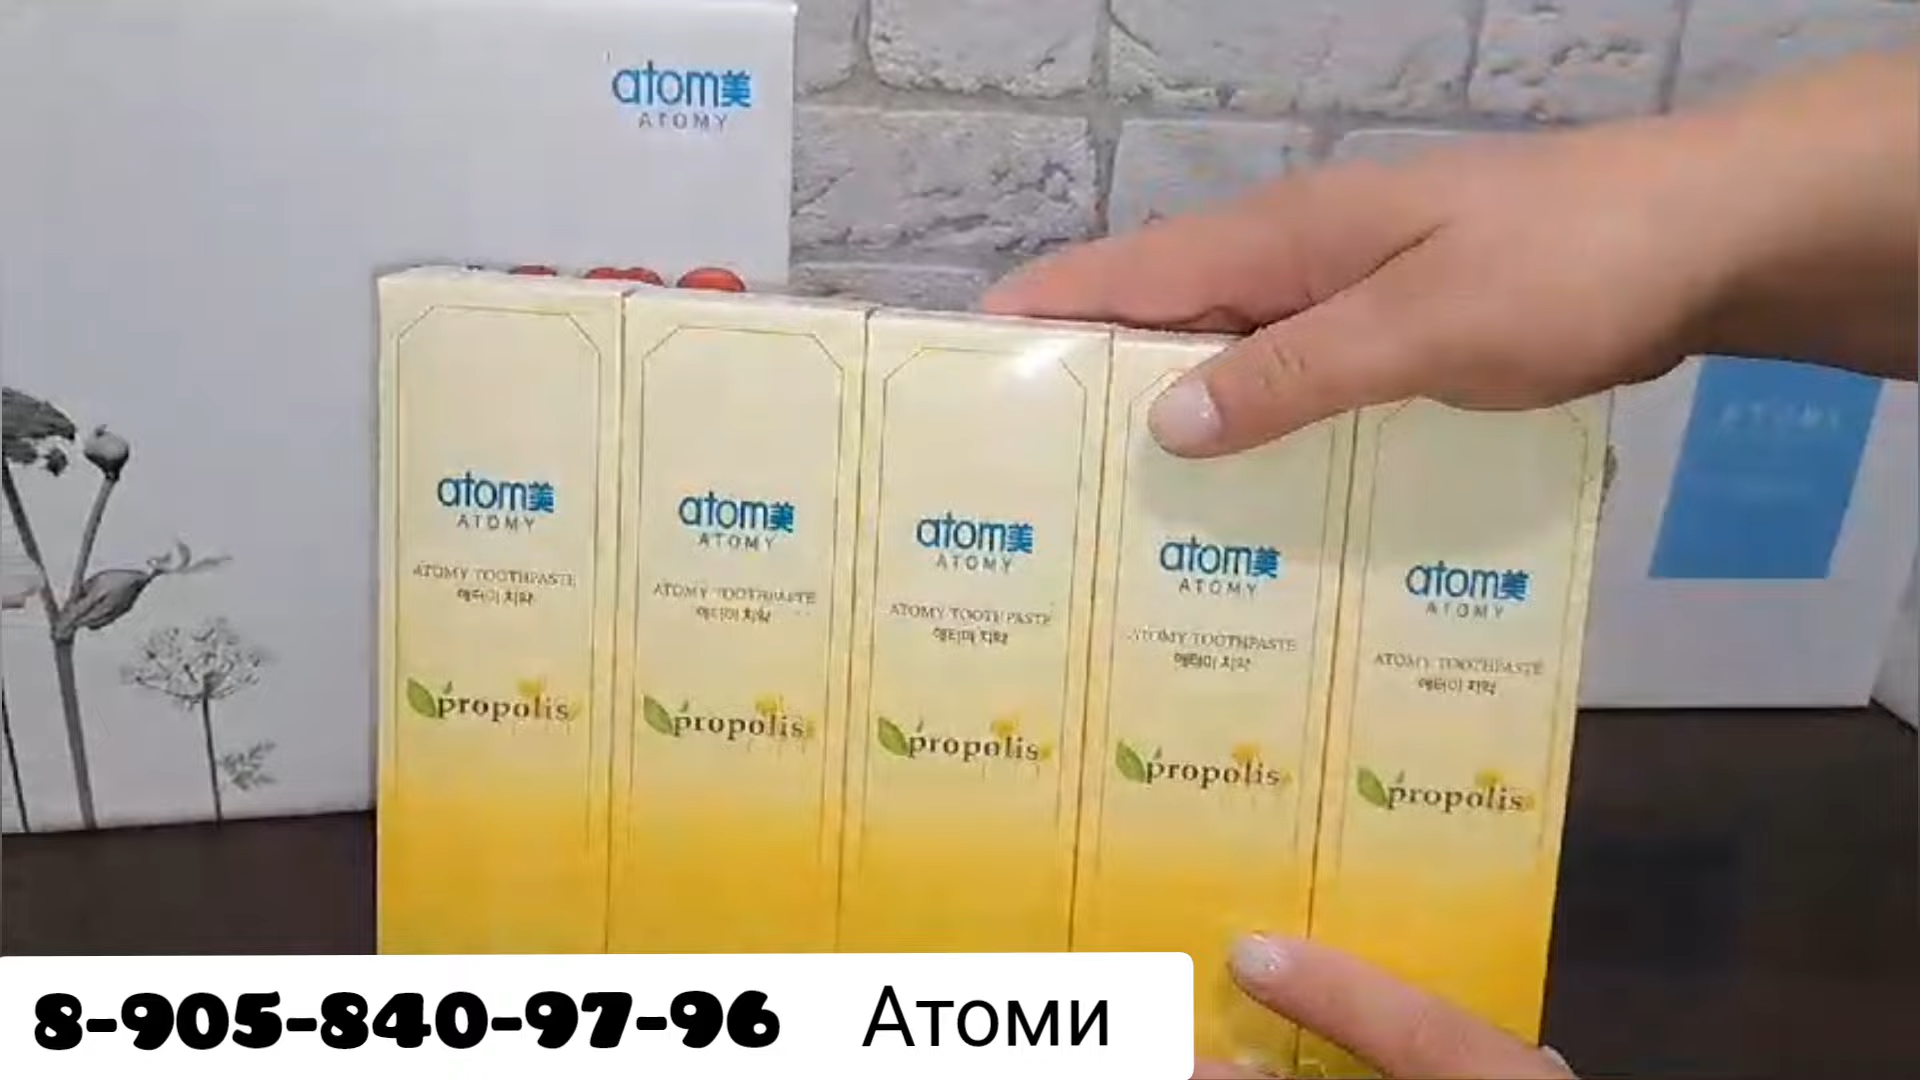 atom美
ATOMY
ATOMY
atom美
ATOMY
ATOMY TOOTHPASTE
애터미 치약
propolis
atom美
ATOMY
ATOMY TOOTHPASTE
애터미 치약
propolis
atom美
ATOMY
ATOMY TOOTHPASTE
애터미 치약
propolis
atom美
ATOMY
ATOMY TOOTHPASTE
애터미 치약
propolis
atom美
ATOMY
ATOMY TOOTHPASTE
애터미 치약
propolis
8-905-840-97-96 Атоми